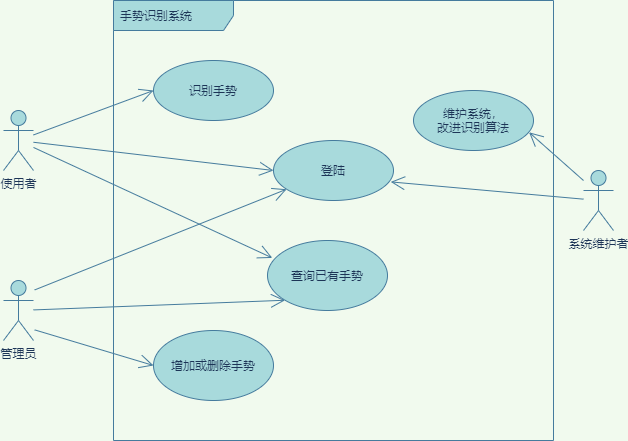 手势识别系统
识别手势
维护系统，
改进识别算法
登陆
使用者
系统维护者
查询已有手势
管理员
增加或删除手势